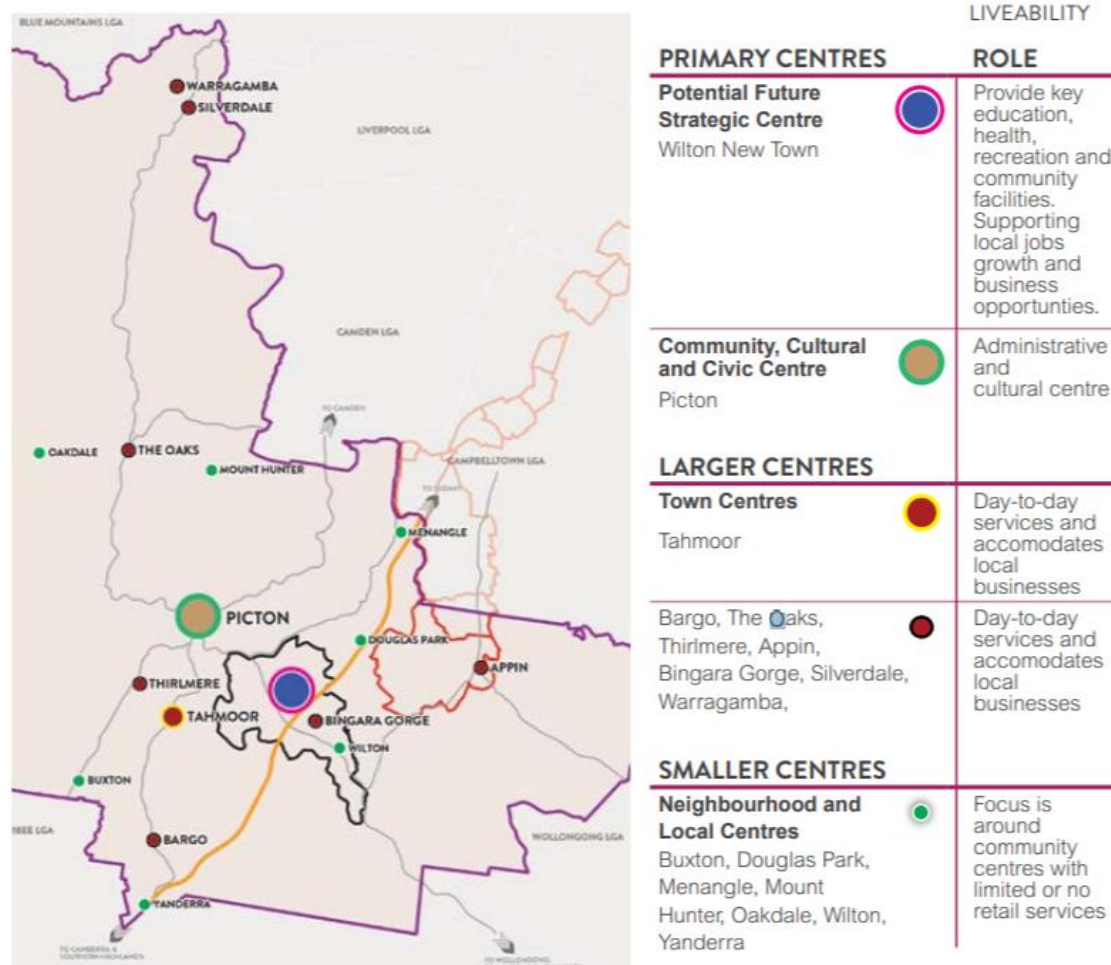 BLUE MOUNTAINS LGA
WARRAGAMBA
SILVERDALE
LIVERPOOL LGA
CAMDEN LGA
TO CAMDEN
OAKDALE
THE OAKS
MOUNT HUNTER
CAMPBELLTOWN LGA
TO SYDNEY
MENANGLE
PICTON
DOUGLAS PARK
APPIN
THIRLMERE
TAHMOOR
BINGARA GORGE
WILTON
BUXTON
BARGO
WOLLONGONG LGA
YANDERRA
TO CANBERRA &
SOUTHERN HIGHLANDS
TO WOLLONGONG
LIVEABILITY
PRIMARY CENTRES
ROLE
Potential Future
Strategic Centre
Wilton New Town
Provide key
education,
health,
recreation and
community
facilities.
Supporting
local jobs
growth and
business
opportunties.
Community, Cultural
and Civic Centre
Picton
Administrative
and
cultural centre
LARGER CENTRES
Town Centres
Tahmoor
Day-to-day
services and
accomodates
local
businesses
Bargo, The Oaks,
Thirlmere, Appin,
Bingara Gorge, Silverdale,
Warragamba,
Day-to-day
services and
accomodates
local
businesses
SMALLER CENTRES
Neighbourhood and
Local Centres
Buxton, Douglas Park,
Menangle, Mount
Hunter, Oakdale, Wilton,
Yanderra
Focus is
around
community
centres with
limited or no
retail services